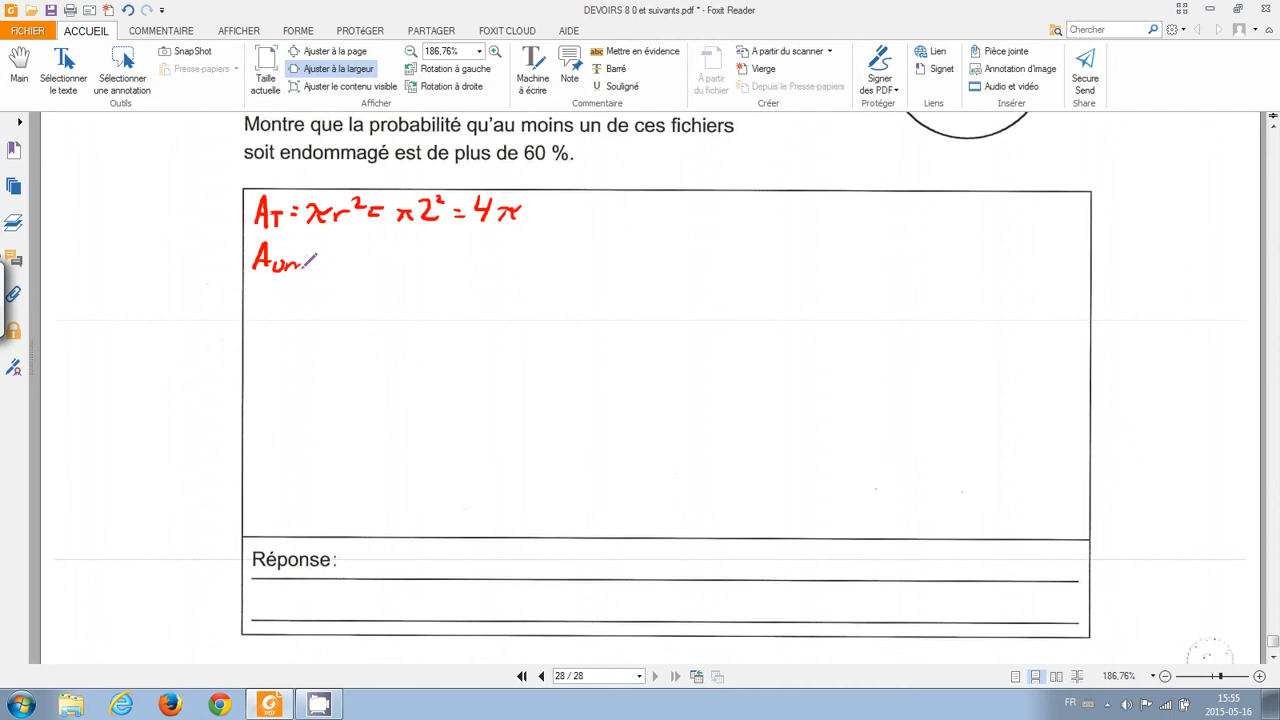 DEVOIRS 8 0 et suivants.pdf * - Foxit Reader
FICHIER ACCUEIL COMMENTAIRE AFFICHER FORME PROTÉGER PARTAGER FOXIT CLOUD AIDE
Chercher
Main
Sélectionner le texte
Sélectionner une annotation
SnapShot
Presse-papiers
Outils
Taille actuelle
Ajuster à la page
Ajuster à la largeur
Ajuster le contenu visible
186,76%
Rotation à gauche
Rotation à droite
Afficher
Machine à écrire
Note
Mettre en évidence
Barré
Souligné
Commentaire
À partir du fichier
A partir du scanner
Vierge
Depuis le Presse-papiers
Créer
Signer des PDF
Protéger
Lien
Signet
Liens
Pièce jointe
Annotation d'image
Audio et vidéo
Insérer
Secure Send
Share
Montre que la probabilité qu'au moins un de ces fichiers
soit endommagé est de plus de 60 %.
A_T = πr² = π2² = 4π
A_un
Réponse :
28 / 28
186,76%
FR
15:55
2015-05-16